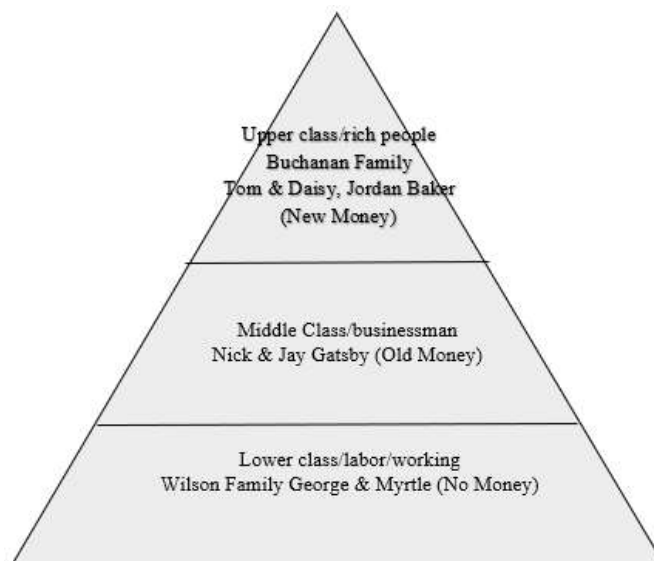 Upper class/rich people
Buchanan Family
Tom & Daisy, Jordan Baker
(New Money)
Middle Class/businessman
Nick & Jay Gatsby (Old Money)
Lower class/labor/working
Wilson Family George & Myrtle (No Money)